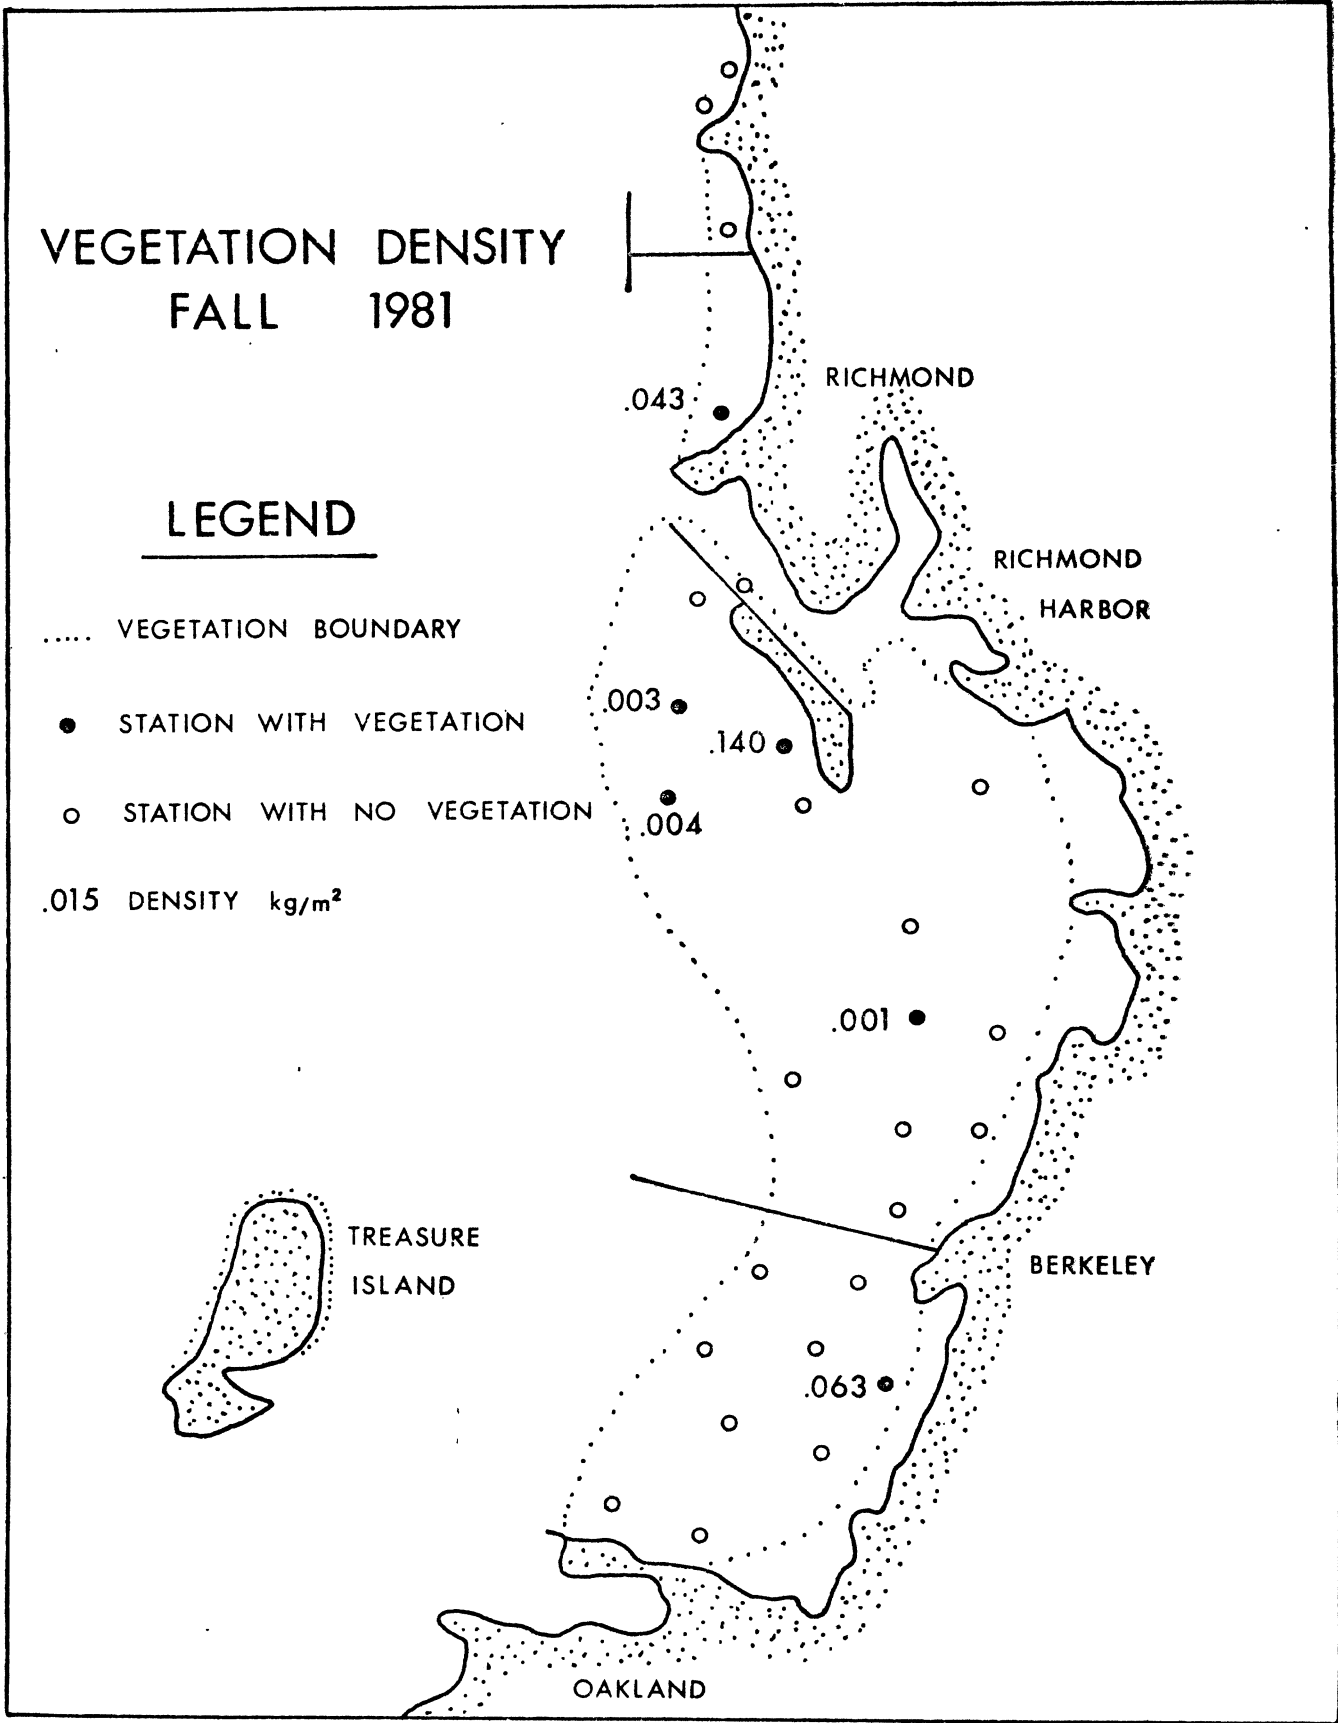 VEGETATION DENSITY
FALL 1981
.043
RICHMOND
LEGEND
RICHMOND
HARBOR
..... VEGETATION BOUNDARY
.003
STATION WITH VEGETATION
.140
STATION WITH NO VEGETATION
.004
.015 DENSITY kg/m²
.001
TREASURE
ISLAND
BERKELEY
.063
OAKLAND